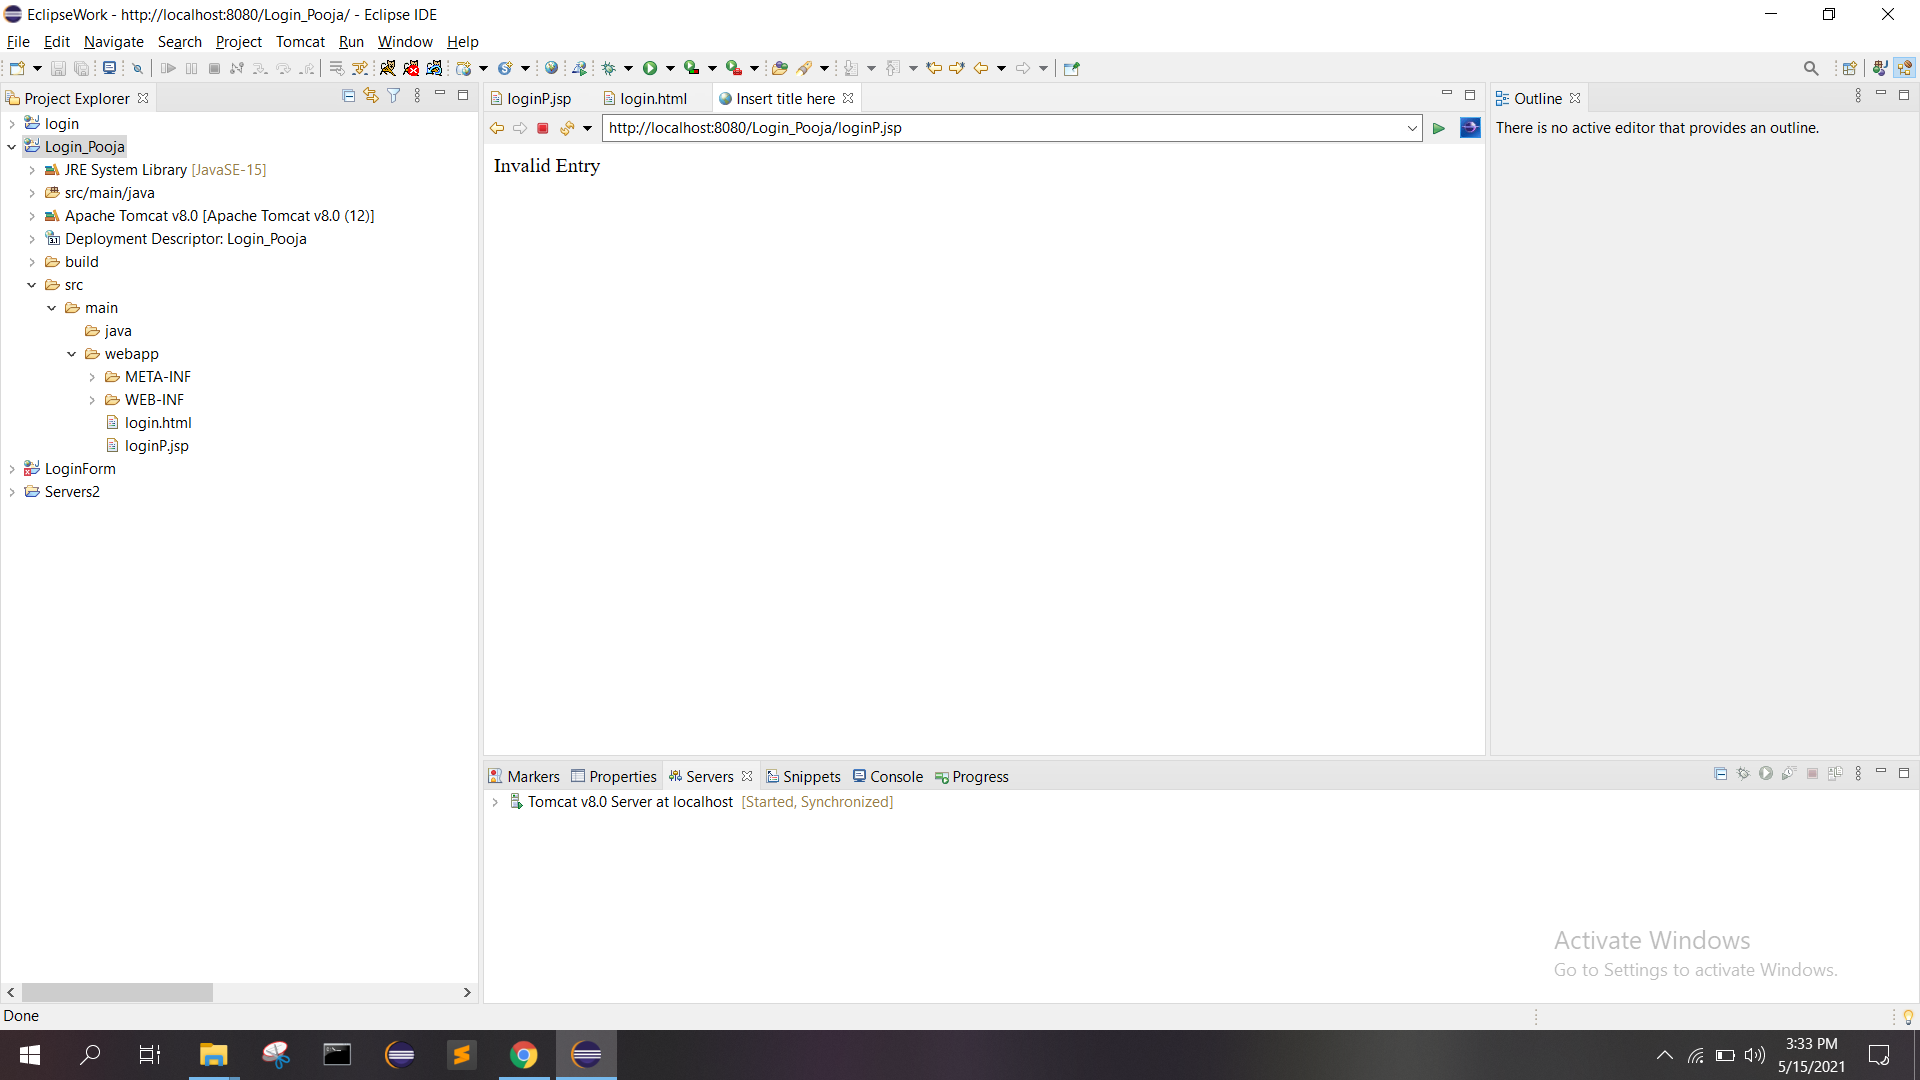 EclipseWork - http://localhost:8080/Login_Pooja/ - Eclipse IDE
File Edit Navigate Search Project Tomcat Run Window Help
Project Explorer
login
Login_Pooja
JRE System Library [JavaSE-15]
src/main/java
Apache Tomcat v8.0 [Apache Tomcat v8.0 (12)]
Deployment Descriptor: Login_Pooja
build
src
main
java
webapp
META-INF
WEB-INF
login.html
loginP.jsp
LoginForm
Servers2
loginP.jsp login.html Insert title here
http://localhost:8080/Login_Pooja/loginP.jsp
Invalid Entry
Outline
There is no active editor that provides an outline.
Markers Properties Servers Snippets Console Progress
Tomcat v8.0 Server at localhost [Started, Synchronized]
Activate Windows
Go to Settings to activate Windows.
Done
3:33 PM
5/15/2021